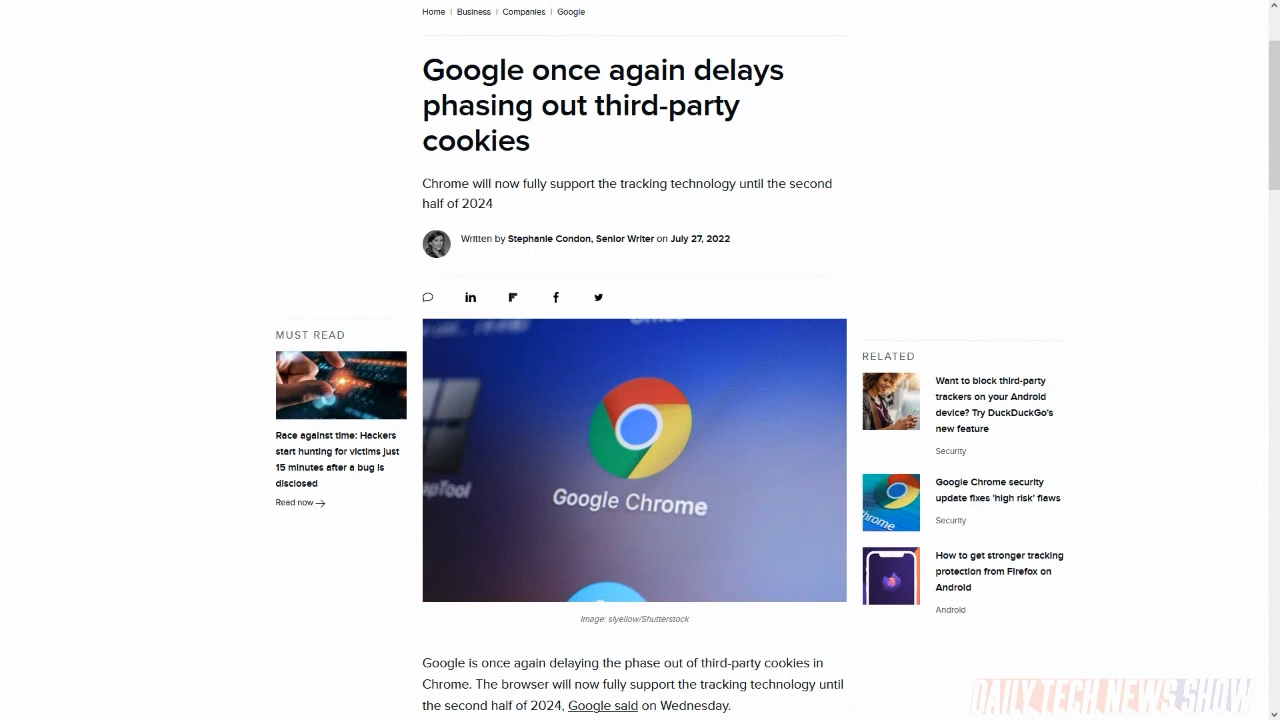 Home | Business | Companies | Google
Google once again delays
phasing out third-party
cookies
Chrome will now fully support the tracking technology until the second
half of 2024
Written by Stephanie Condon, Senior Writer on July 27, 2022
MUST READ
Race against time: Hackers
start hunting for victims just
15 minutes after a bug is
disclosed
Read now
Google Chrome
Image: slyellow/Shutterstock
Google is once again delaying the phase out of third-party cookies in
Chrome. The browser will now fully support the tracking technology until
the second half of 2024, Google said on Wednesday.
RELATED
Want to block third-party
trackers on your Android
device? Try DuckDuckGo's
new feature
Security
Google Chrome security
update fixes 'high risk' flaws
Security
How to get stronger tracking
protection from Firefox on
Android
Android
DAILY TECH NEWS SHOW